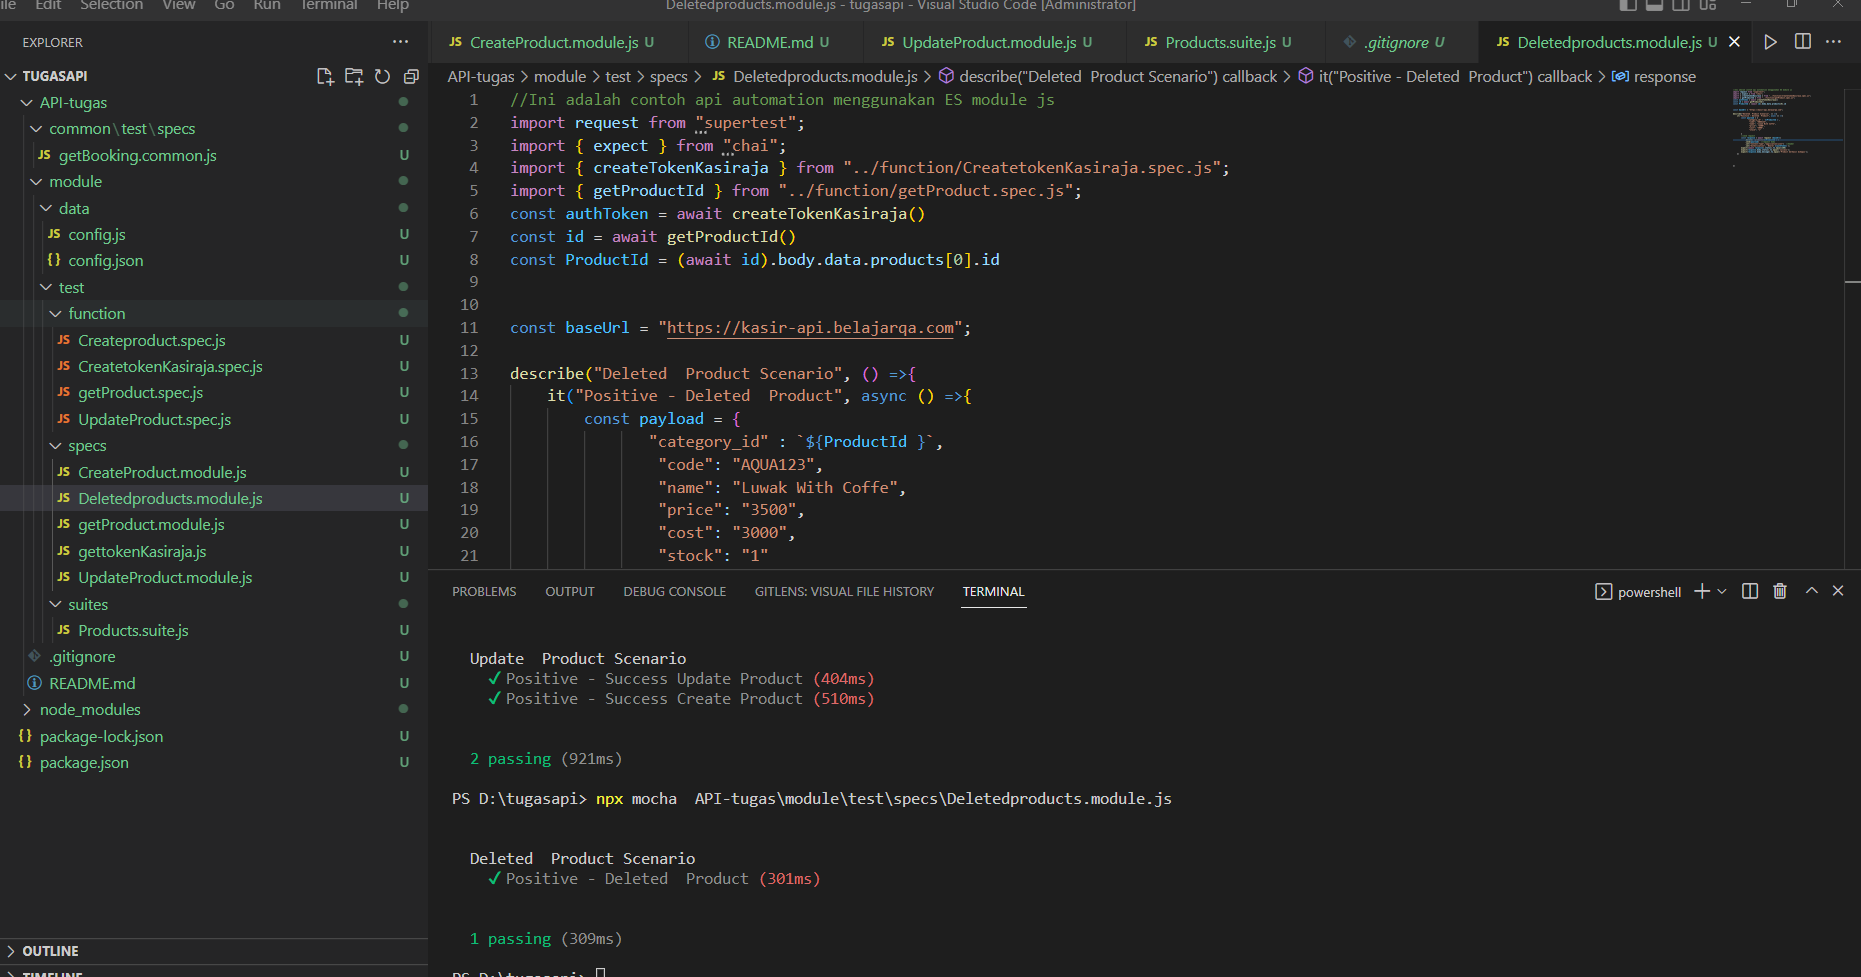 File Edit Selection View Go Run Terminal Help
Deletedproducts.module.js - tugasapi - Visual Studio Code [Administrator]
EXPLORER
TUGASAPI
API-tugas
common\test\specs
JS getBooking.common.js U
module
data
JS config.js U
{} config.json U
test
function
JS Createproduct.spec.js U
JS CreatetokenKasiraja.spec.js U
JS getProduct.spec.js U
JS UpdateProduct.spec.js U
specs
JS CreateProduct.module.js U
JS Deletedproducts.module.js U
JS getProduct.module.js U
JS gettokenKasiraja.js U
JS UpdateProduct.module.js U
suites
JS Products.suite.js U
.gitignore U
README.md U
node_modules
{} package-lock.json U
{} package.json U
OUTLINE
TIMELINE
JS CreateProduct.module.js U README.md U JS UpdateProduct.module.js U JS Products.suite.js U .gitignore U JS Deletedproducts.module.js U
API-tugas > module > test > specs > JS Deletedproducts.module.js > describe("Deleted  Product Scenario") callback > it("Positive - Deleted  Product") callback > response
1 //Ini adalah contoh api automation menggunakan ES module js
2 import request from "supertest";
3 import { expect } from "chai";
4 import { createTokenKasiraja } from "../function/CreatetokenKasiraja.spec.js";
5 import { getProductId } from "../function/getProduct.spec.js";
6 const authToken = await createTokenKasiraja()
7 const id = await getProductId()
8 const ProductId = (await id).body.data.products[0].id
9
10
11 const baseUrl = "https://kasir-api.belajarqa.com";
12
13 describe("Deleted  Product Scenario", () =>{
14 it("Positive - Deleted  Product", async () =>{
15 const payload = {
16 "category_id" : `${ProductId }`,
17 "code": "AQUA123",
18 "name": "Luwak With Coffe",
19 "price": "3500",
20 "cost": "3000",
21 "stock": "1"
PROBLEMS OUTPUT DEBUG CONSOLE GITLENS: VISUAL FILE HISTORY TERMINAL
powershell
Update  Product Scenario
✓ Positive - Success Update Product (404ms)
✓ Positive - Success Create Product (510ms)
2 passing (921ms)
PS D:\tugasapi> npx mocha  API-tugas\module\test\specs\Deletedproducts.module.js
Deleted  Product Scenario
✓ Positive - Deleted  Product (301ms)
1 passing (309ms)
PS D:\tugasapi>